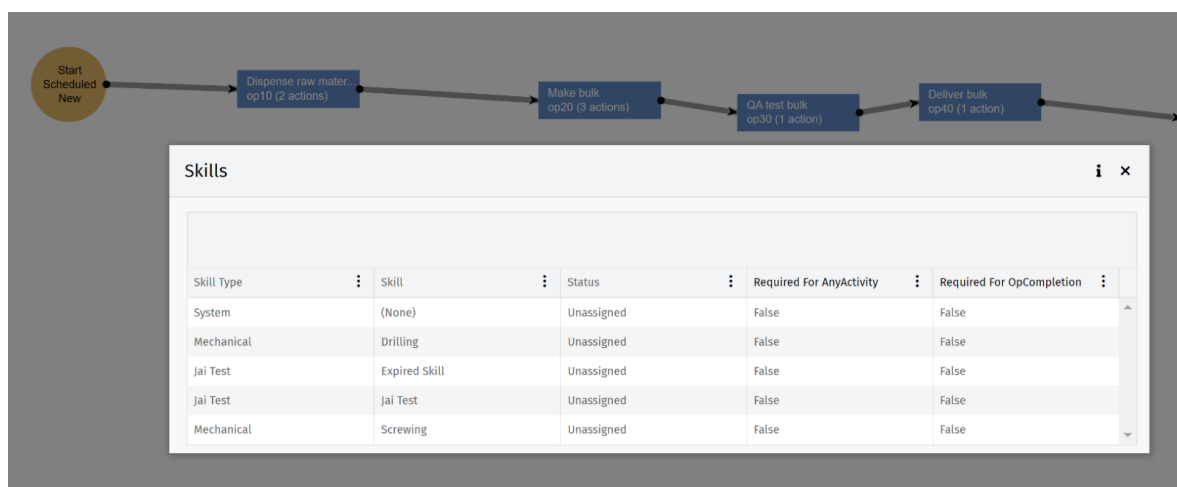 Start
Scheduled
New
Dispense raw mater...
op10 (2 actions)
Make bulk
op20 (3 actions)
QA test bulk
op30 (1 action)
Deliver bulk
op40 (1 action)
Skills
Skill Type Skill Status Required For AnyActivity Required For OpCompletion
System (None) Unassigned False False
Mechanical Drilling Unassigned False False
Jai Test Expired Skill Unassigned False False
Jai Test Jai Test Unassigned False False
Mechanical Screwing Unassigned False False